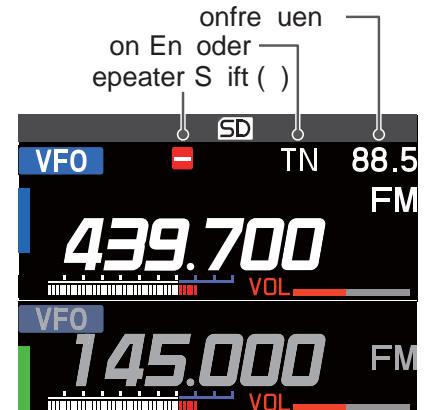 onfre uen
on En oder
epeater S ift ( )
SD
VFO − TN 88.5
FM
439.700
VOL
VFO
145.000 FM
VOL